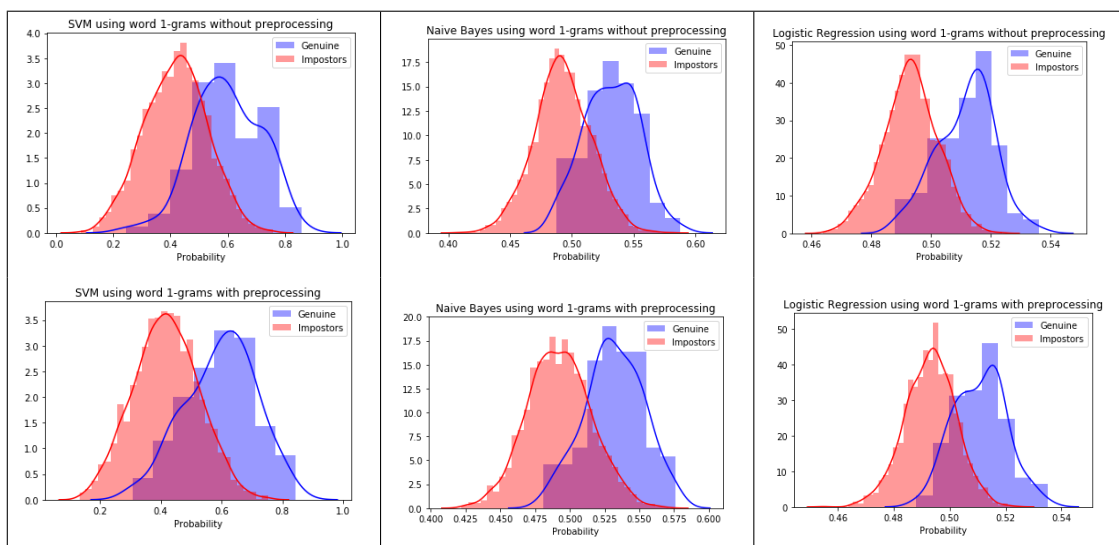 SVM using word 1-grams without preprocessing
4.0
3.5
3.0
2.5
2.0
1.5
1.0
0.5
0.0
0.0 0.2 0.4 0.6 0.8 1.0
Probability
Genuine
Impostors
Naive Bayes using word 1-grams without preprocessing
17.5
15.0
12.5
10.0
7.5
5.0
2.5
0.0
0.40 0.45 0.50 0.55 0.60
Probability
Genuine
Impostors
Logistic Regression using word 1-grams without preprocessing
50
40
30
20
10
0
0.46 0.48 0.50 0.52 0.54
Probability
Genuine
Impostors
SVM using word 1-grams with preprocessing
3.5
3.0
2.5
2.0
1.5
1.0
0.5
0.0
0.2 0.4 0.6 0.8 1.0
Probability
Genuine
Impostors
Naive Bayes using word 1-grams with preprocessing
20.0
17.5
15.0
12.5
10.0
7.5
5.0
2.5
0.0
0.400 0.425 0.450 0.475 0.500 0.525 0.550 0.575 0.600
Probability
Genuine
Impostors
Logistic Regression using word 1-grams with preprocessing
50
40
30
20
10
0
0.46 0.48 0.50 0.52 0.54
Probability
Genuine
Impostors